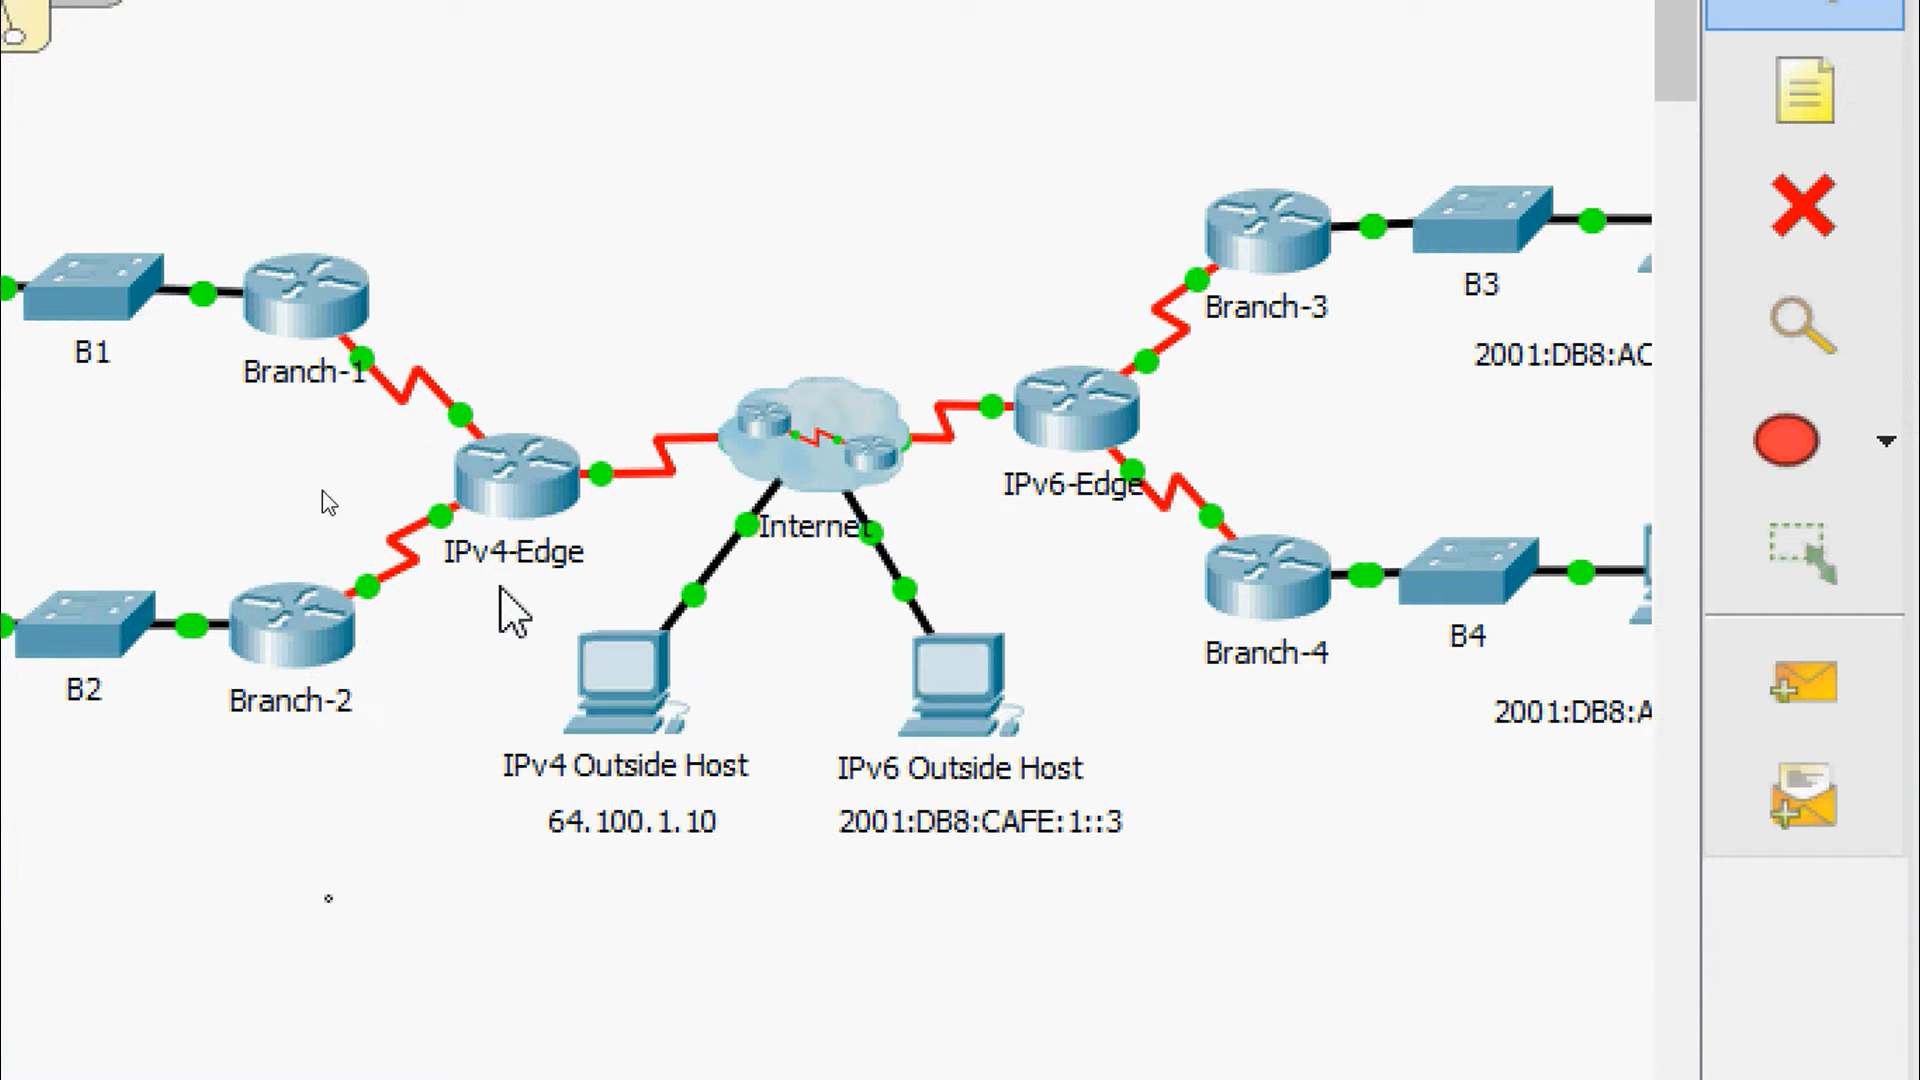 B1
Branch-1
B2
Branch-2
IPv4-Edge
Internet
IPv4 Outside Host
64.100.1.10
IPv6 Outside Host
2001:DB8:CAFE:1::3
IPv6-Edge
Branch-3
B3
2001:DB8:AC
Branch-4
B4
2001:DB8:A